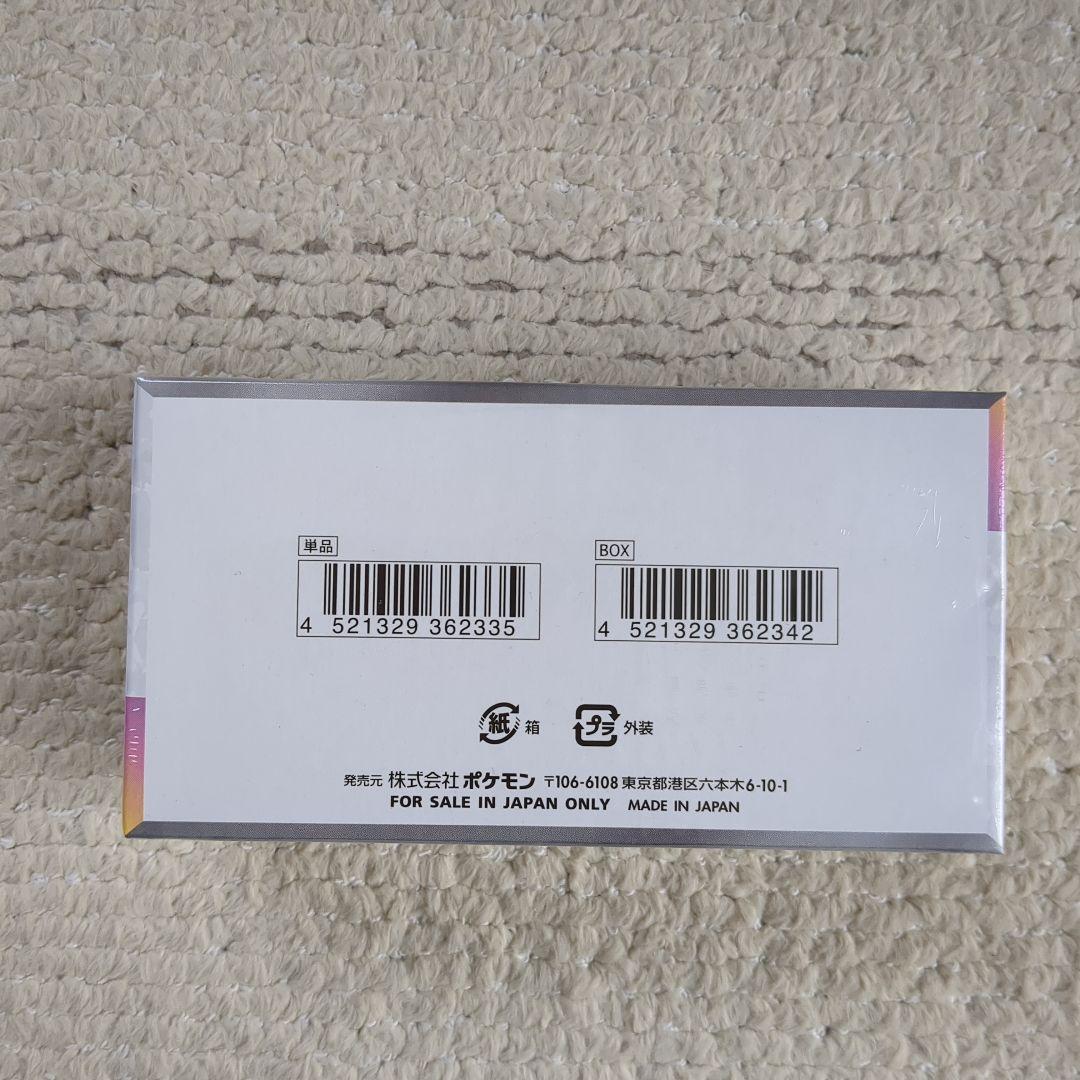 単品
4 521329 362335
BOX
4 521329 362342
紙 箱
プラ 外装
発売元 株式会社 ポケモン 〒106-6108 東京都港区六本木6-10-1
FOR SALE IN JAPAN ONLY MADE IN JAPAN